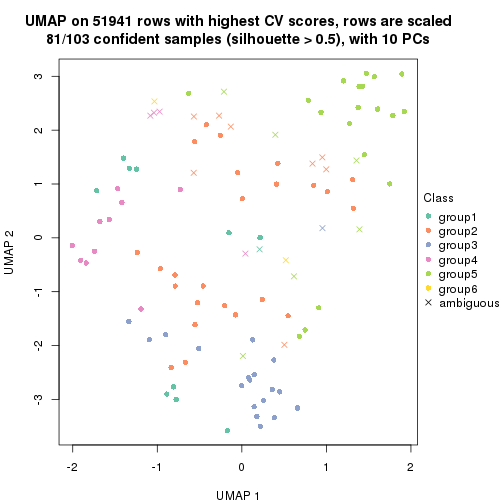 UMAP on 51941 rows with highest CV scores, rows are scaled
81/103 confident samples (silhouette > 0.5), with 10 PCs
3
2
1
0
-1
-2
-3
UMAP 2
-2
-1
0
1
2
UMAP 1
Class
group1
group2
group3
group4
group5
group6
ambiguous